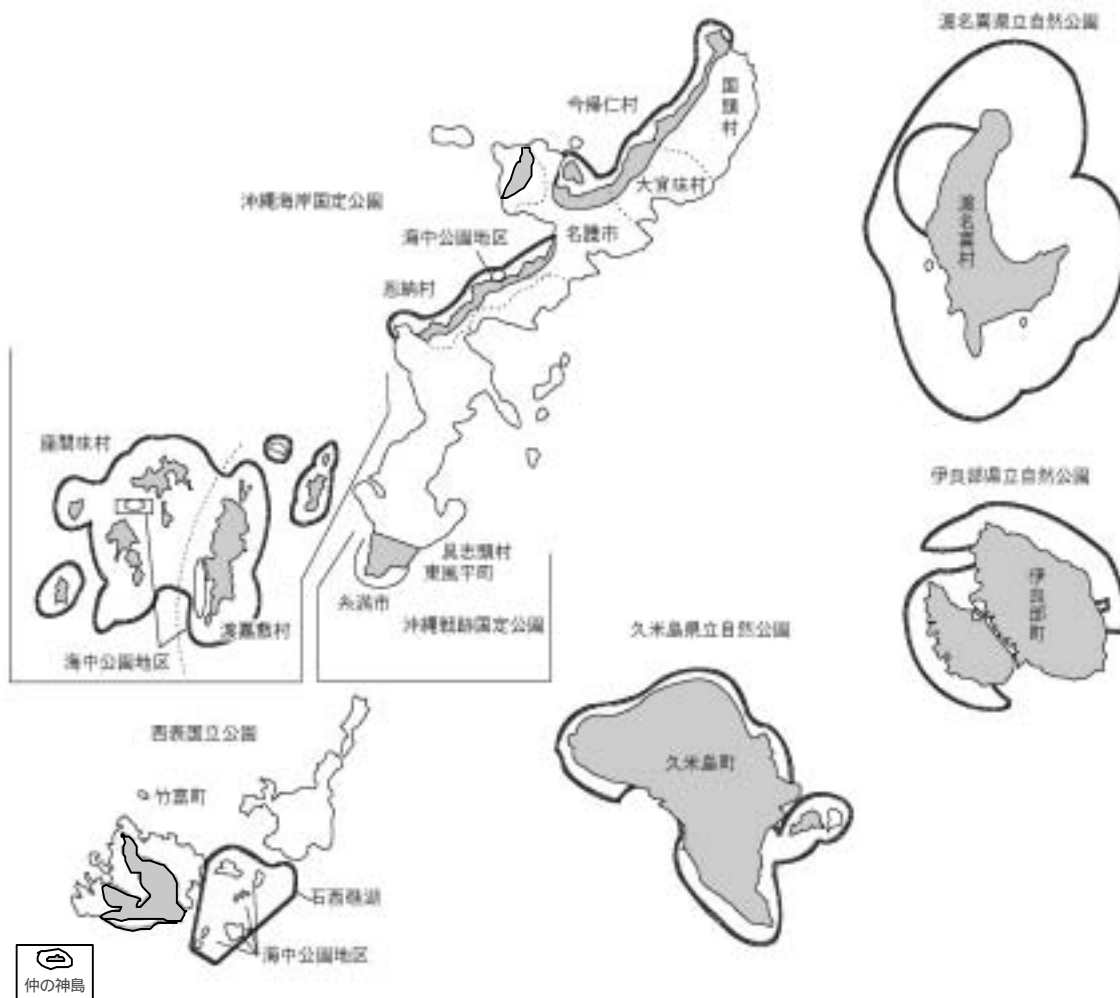 渡名喜県立自然公園
国頭村
今帰仁村
大宜味村
沖縄海岸国定公園
海中公園地区
名護市
恩納村
渡名喜村
座間味村
伊良部県立自然公園
具志頭村
東風平町
伊良部町
糸満市
沖縄戦跡国定公園
渡嘉敷村
海中公園地区
久米島県立自然公園
西表国立公園
久米島町
竹富町
石西礁湖
海中公園地区
仲の神島